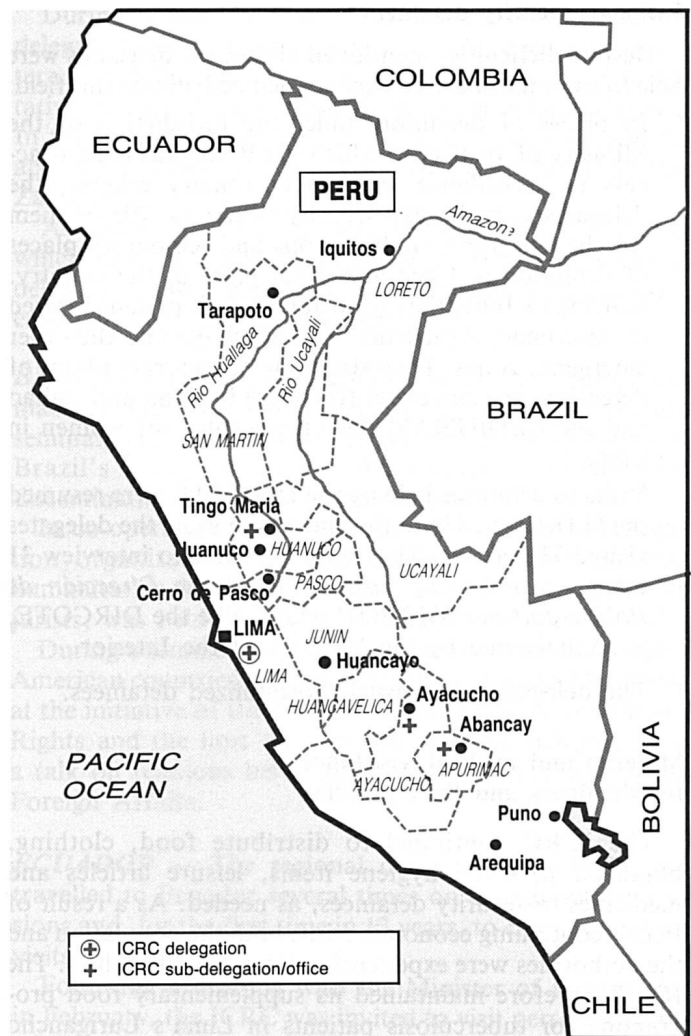 COLOMBIA
ECUADOR
PERU
Amazon?
Iquitos
LORETO
Tarapoto
Rio Huallaga
Rio Ucayali
BRAZIL
SAN MARTIN
Tingo Maria
Huanuco
HUANUCO
UCAYALI
PASCO
Cerro de Pasco
LIMA
JUNIN
Huancayo
LIMA
HUANCAVELICA
Ayacucho
Abancay
PACIFIC
OCEAN
AYACUCHO
APURIMAC
BOLIVIA
Puno
Arequipa
ICRC delegation
ICRC sub-delegation/office
CHILE